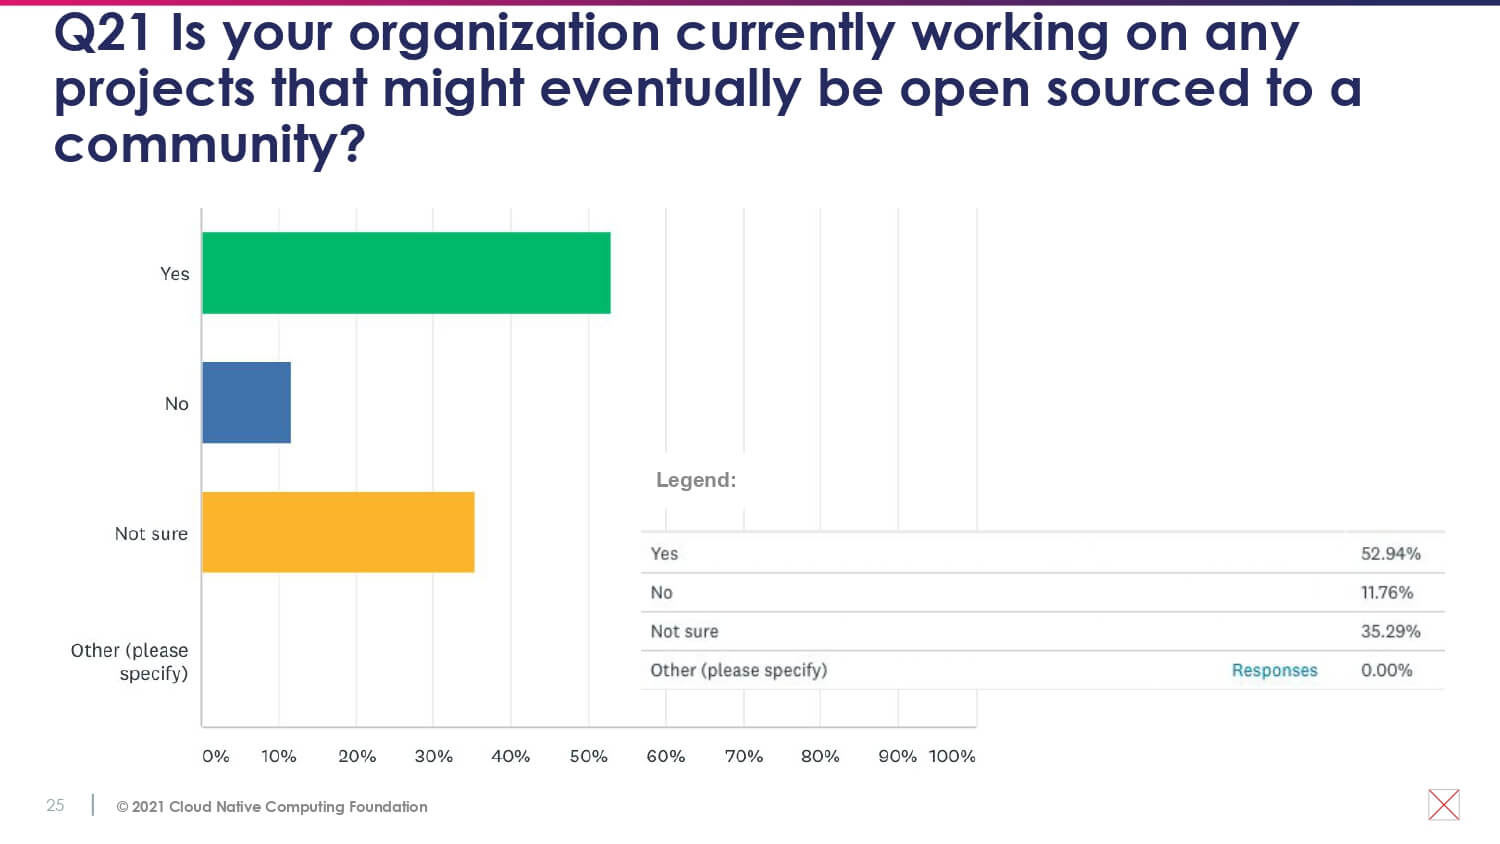 Q21 Is your organization currently working on any
projects that might eventually be open sourced to a
community?
Yes
No
Not sure
Other (please
specify)
0% 10% 20% 30% 40% 50% 60% 70% 80% 90% 100%
Legend:
Yes 52.94%
No 11.76%
Not sure 35.29%
Other (please specify) Responses 0.00%
25 © 2021 Cloud Native Computing Foundation